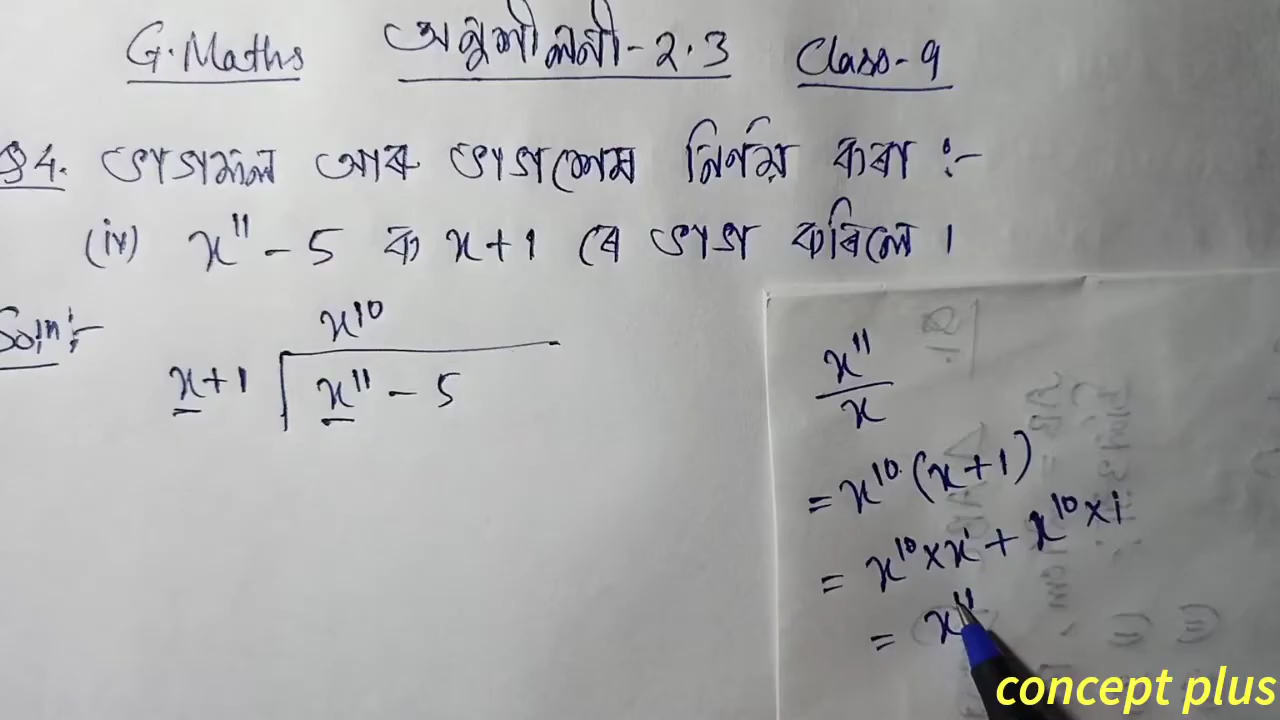 G.Maths অনুশীলনী-2.3 Class-9
Q4. ভাগফল আৰু ভাগশেষ নিৰ্ণয় কৰা :-
(iv) x¹¹ - 5 ক x+1 ৰে ভাগ কৰিলে ।
Soln:-
x¹⁰
x+1 x¹¹ - 5
x¹¹
x
= x¹⁰ (x+1)
= x¹⁰ × x¹ + x¹⁰ × 1
= x¹¹
concept plus